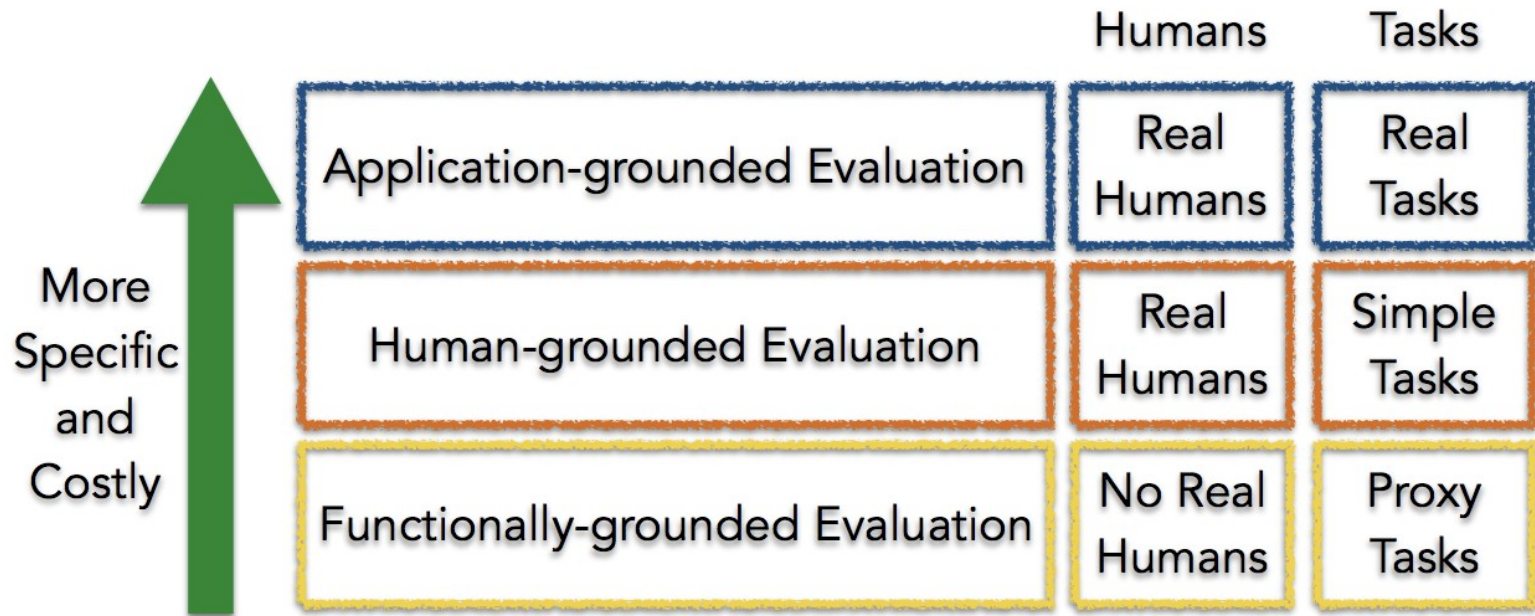 Humans Tasks
Application-grounded Evaluation
Real
Humans
Real
Tasks
More
Specific
and
Costly
Human-grounded Evaluation
Real
Humans
Simple
Tasks
Functionally-grounded Evaluation
No Real
Humans
Proxy
Tasks